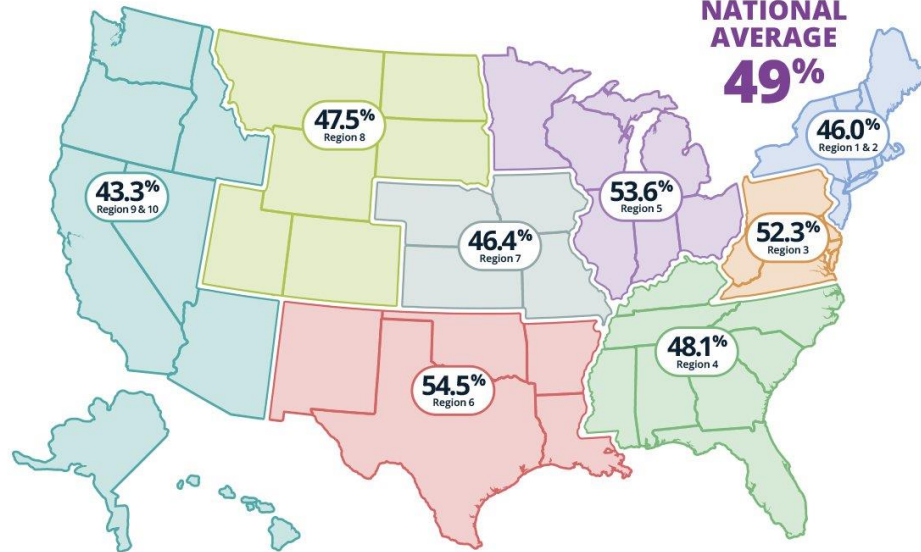 NATIONAL
AVERAGE
49%
47.5%
Region 8
46.0%
Region 1 & 2
43.3%
Region 9 & 10
53.6%
Region 5
52.3%
Region 3
46.4%
Region 7
48.1%
Region 4
54.5%
Region 6